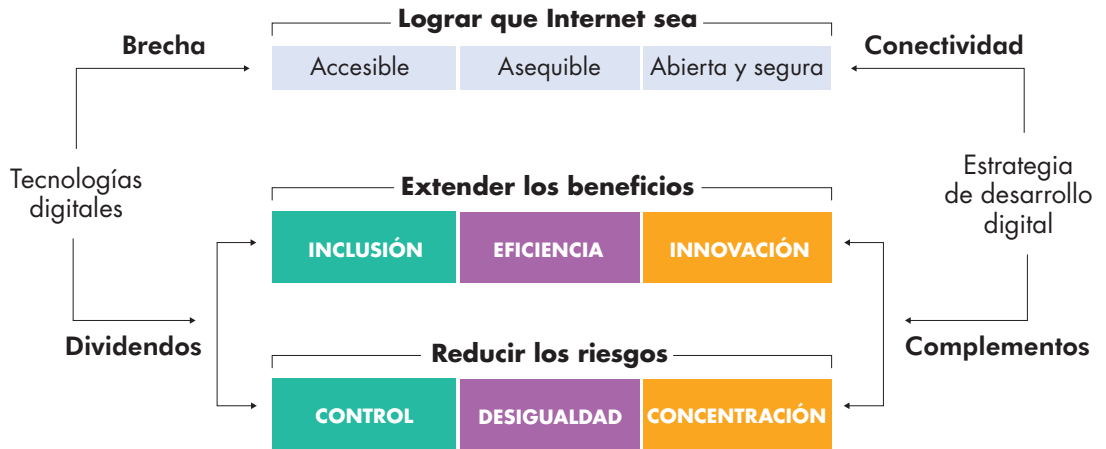 Lograr que Internet sea
Brecha
Conectividad
Accesible
Asequible
Abierta y segura
Tecnologías
digitales
Estrategia
de desarrollo
digital
Extender los beneficios
INCLUSIÓN
EFICIENCIA
INNOVACIÓN
Dividendos
Complementos
Reducir los riesgos
CONTROL
DESIGUALDAD
CONCENTRACIÓN